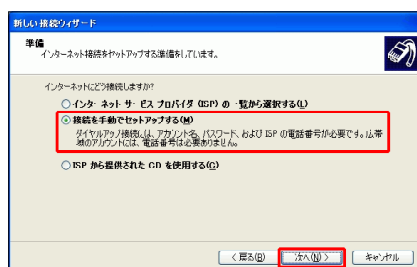 新しい接続ウィザード
準備
インターネット接続をセットアップする準備をしています。
インターネットにどう接続しますか?
インターネット サービス プロバイダ (ISP) の一覧から選択する(L)
接続を手動でセットアップする(M)
ダイヤルアップ接続には、アカウント名、パスワード、および ISP の電話番号が必要です。広帯
域のアカウントには、電話番号は必要ありません。
ISP から提供された CD を使用する(C)
< 戻る(B)
次へ(N) >
キャンセル